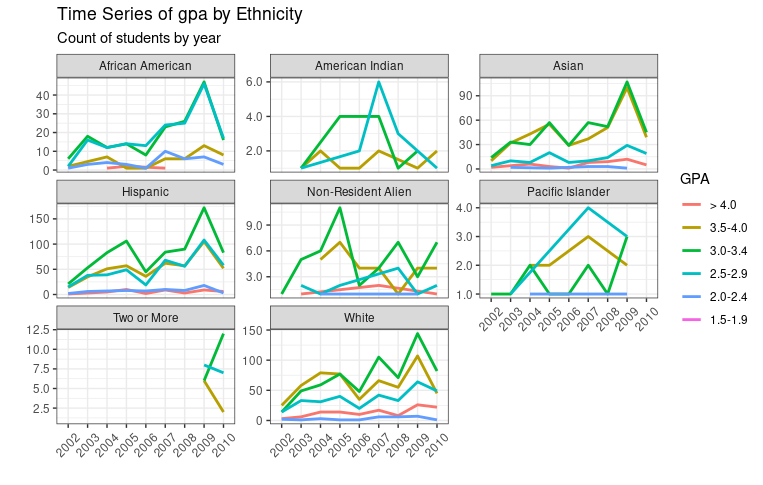 Time Series of gpa by Ethnicity
Count of students by year
African American
American Indian
Asian
40
30
20
10
0
6.0
4.0
2.0
90
60
30
0
Hispanic
Non-Resident Alien
Pacific Islander
150
100
50
0
9.0
6.0
3.0
4.0
3.0
2.0
1.0
2002 2003 2004 2005 2006 2007 2008 2009 2010
Two or More
White
12.5
10.0
7.5
5.0
2.5
150
100
50
0
2002 2003 2004 2005 2006 2007 2008 2009 2010
2002 2003 2004 2005 2006 2007 2008 2009 2010
GPA
> 4.0
3.5-4.0
3.0-3.4
2.5-2.9
2.0-2.4
1.5-1.9